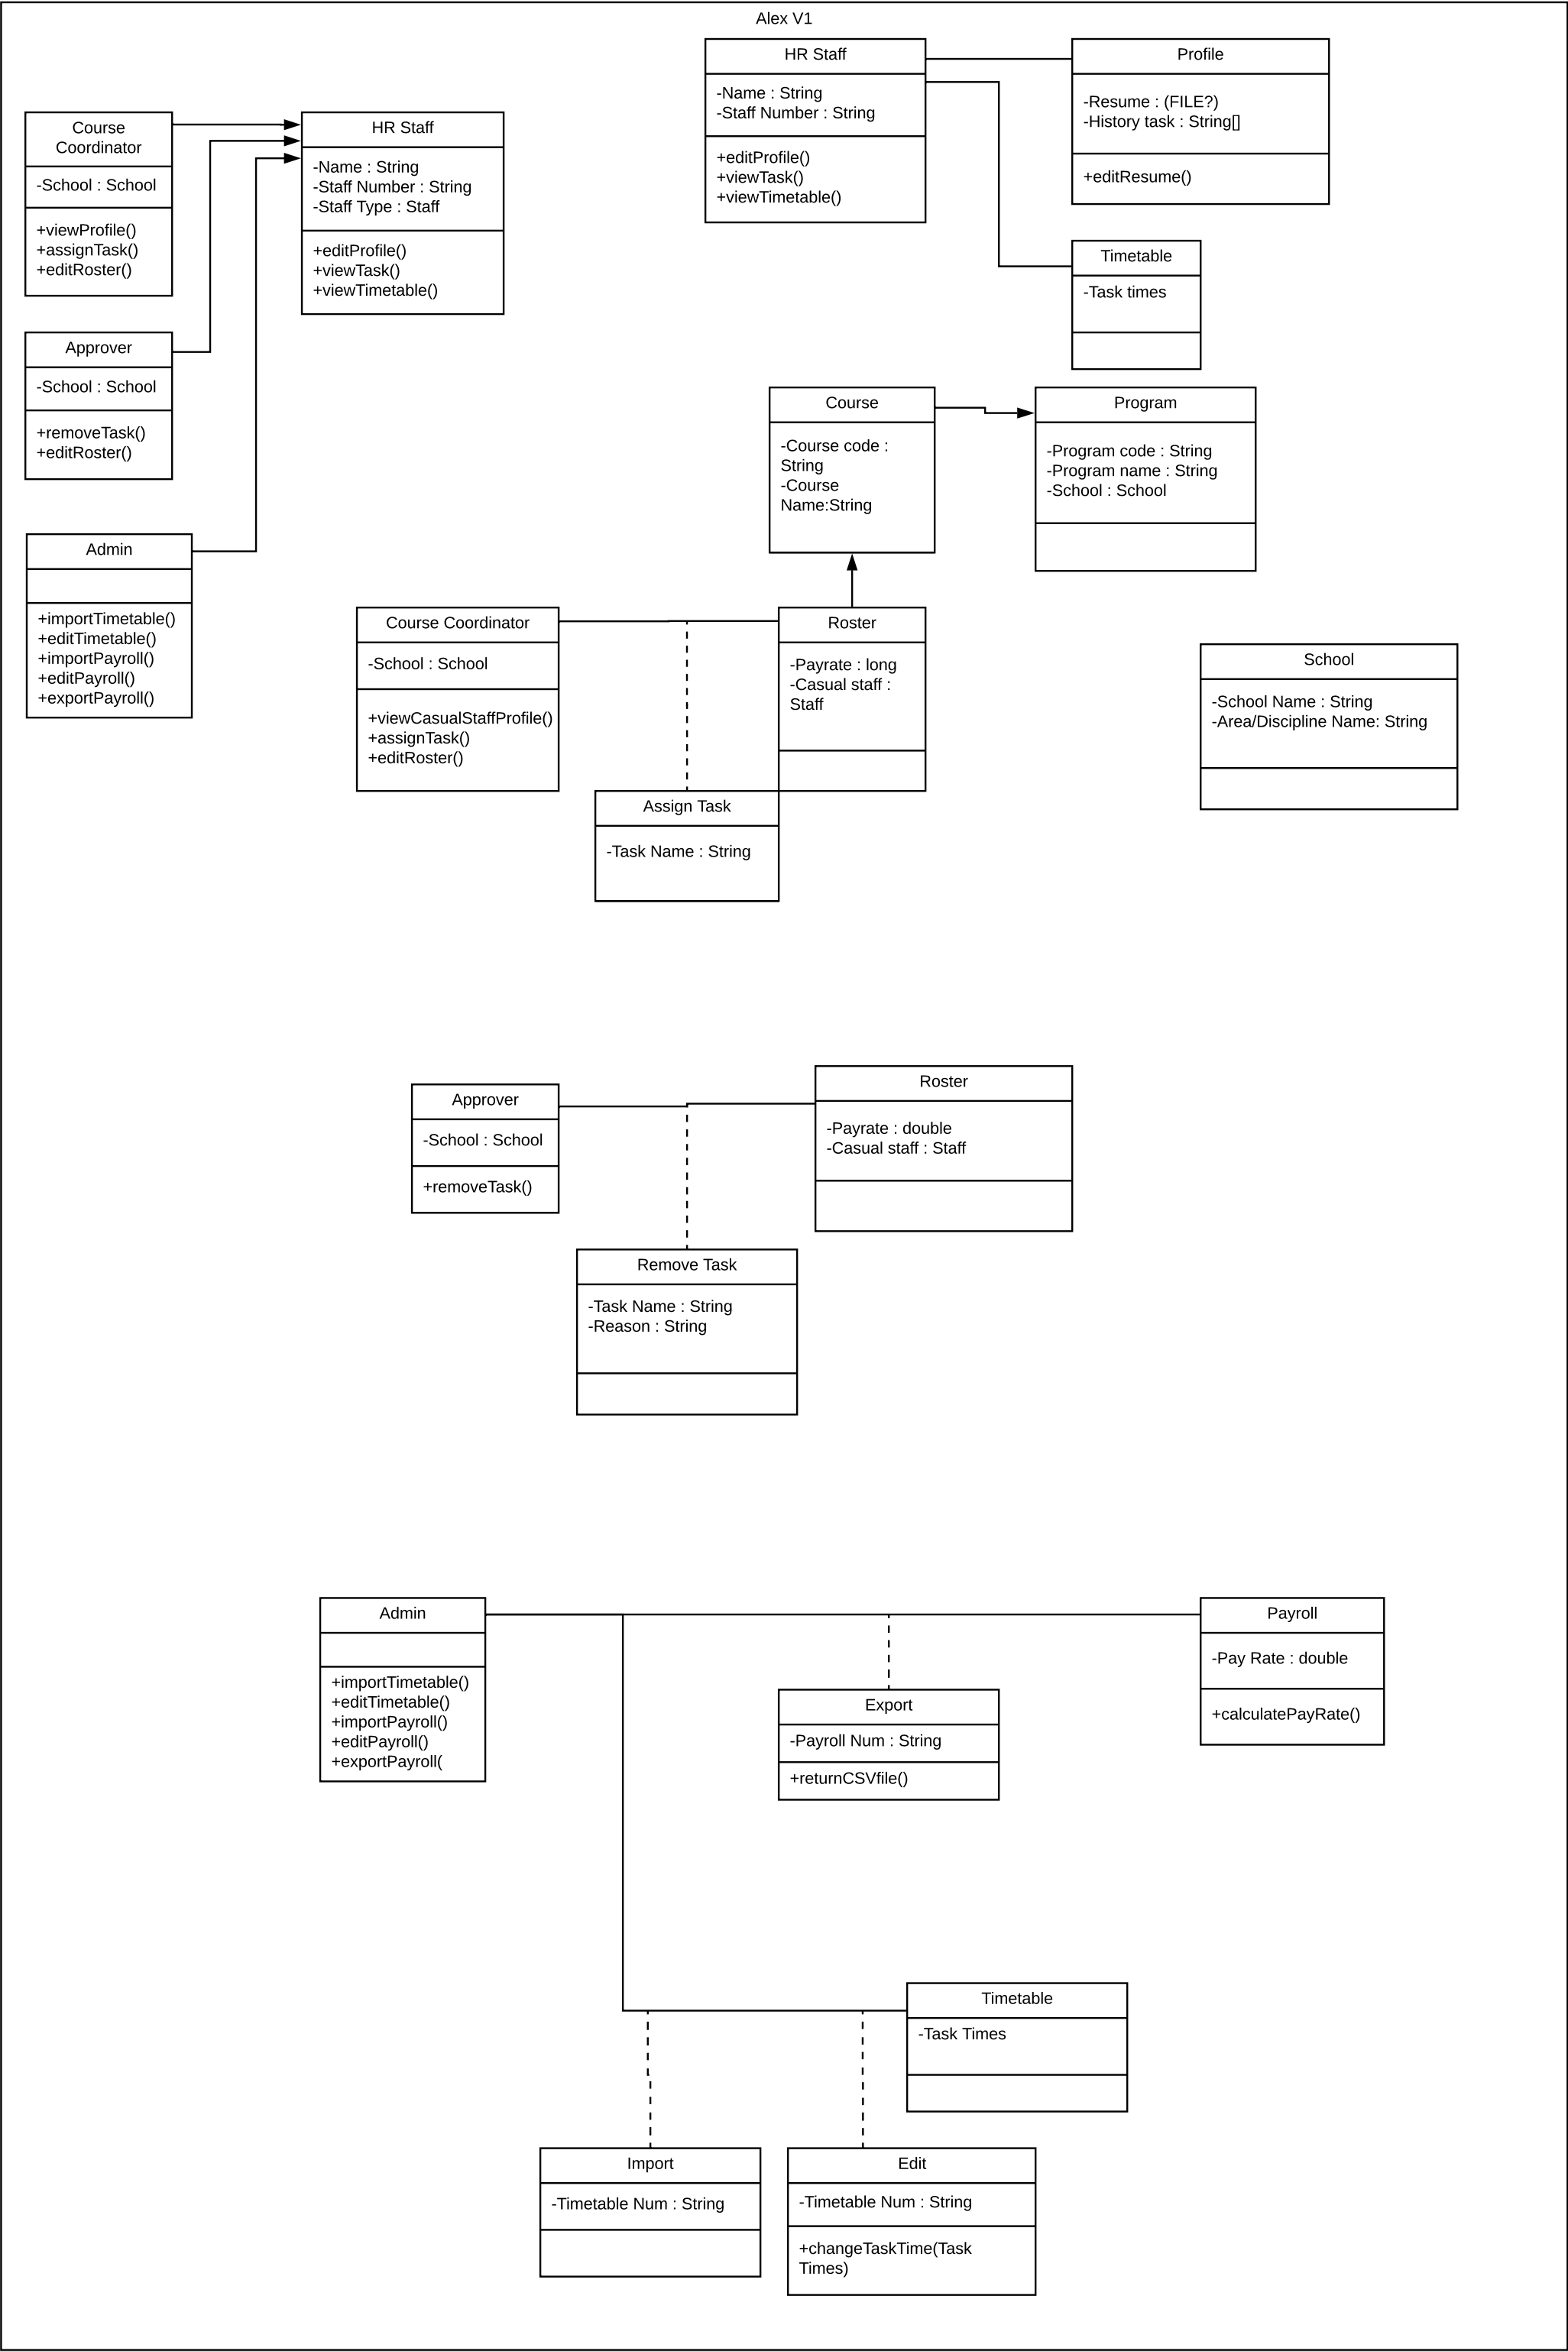 Alex V1
HR Staff
-Name : String
-Staff Number : String
+editProfile()
+viewTask()
+viewTimetable()
Profile
-Resume : (FILE?)
-History task : String[]
+editResume()
Course
Coordinator
-School : School
+viewProfile()
+assignTask()
+editRoster()
HR Staff
-Name : String
-Staff Number : String
-Staff Type : Staff
+editProfile()
+viewTask()
+viewTimetable()
Timetable
-Task times
Approver
-School : School
+removeTask()
+editRoster()
Course
-Course code :
String
-Course
Name:String
Program
-Program code : String
-Program name : String
-School : School
Admin
+importTimetable()
+editTimetable()
+importPayroll()
+editPayroll()
+exportPayroll()
Course Coordinator
-School : School
+viewCasualStaffProfile()
+assignTask()
+editRoster()
Roster
-Payrate : long
-Casual staff :
Staff
School
-School Name : String
-Area/Discipline Name: String
Assign Task
-Task Name : String
Approver
-School : School
+removeTask()
Roster
-Payrate : double
-Casual staff : Staff
Remove Task
-Task Name : String
-Reason : String
Admin
+importTimetable()
+editTimetable()
+importPayroll()
+editPayroll()
+exportPayroll(
Payroll
-Pay Rate : double
+calculatePayRate()
Export
-Payroll Num : String
+returnCSVfile()
Timetable
-Task Times
Import
-Timetable Num : String
Edit
-Timetable Num : String
+changeTaskTime(Task
Times)